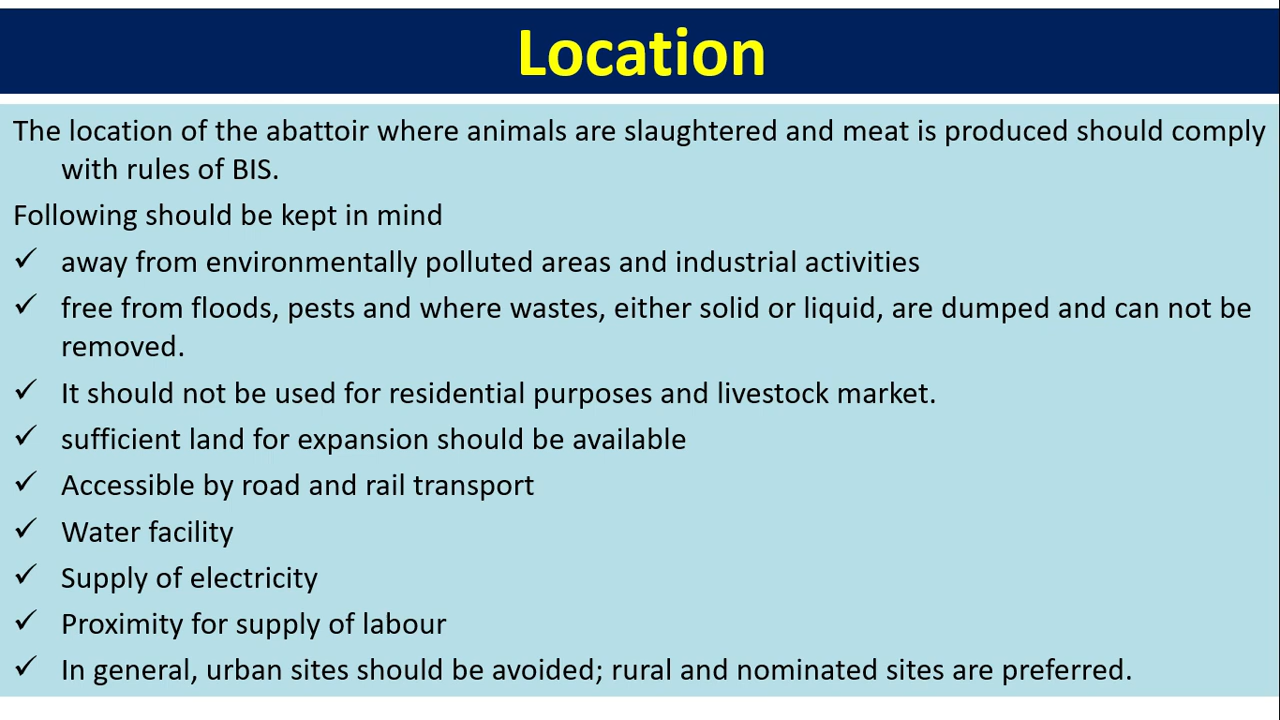 Location
The location of the abattoir where animals are slaughtered and meat is produced should comply
with rules of BIS.
Following should be kept in mind
✓ away from environmentally polluted areas and industrial activities
✓ free from floods, pests and where wastes, either solid or liquid, are dumped and can not be
removed.
✓ It should not be used for residential purposes and livestock market.
✓ sufficient land for expansion should be available
✓ Accessible by road and rail transport
✓ Water facility
✓ Supply of electricity
✓ Proximity for supply of labour
✓ In general, urban sites should be avoided; rural and nominated sites are preferred.